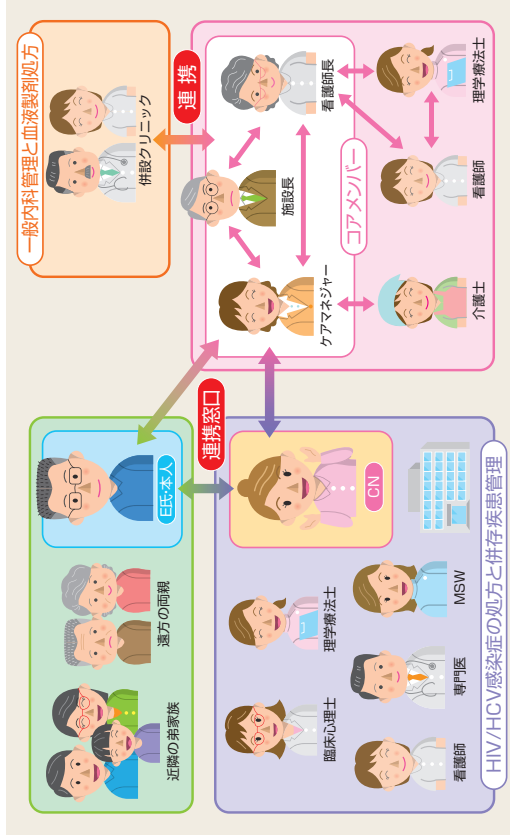 近隣の弟家族
遠方の両親
E氏・本人
連携窓口
一般内科管理と血液製剤処方
併設クリニック
連携
ケアマネジャー
施設長
看護師長
コアメンバー
介護士
看護師
理学療法士
CN
臨床心理士
理学療法士
看護師
専門医
MSW
HIV/HCV感染症の処方と併存疾患管理